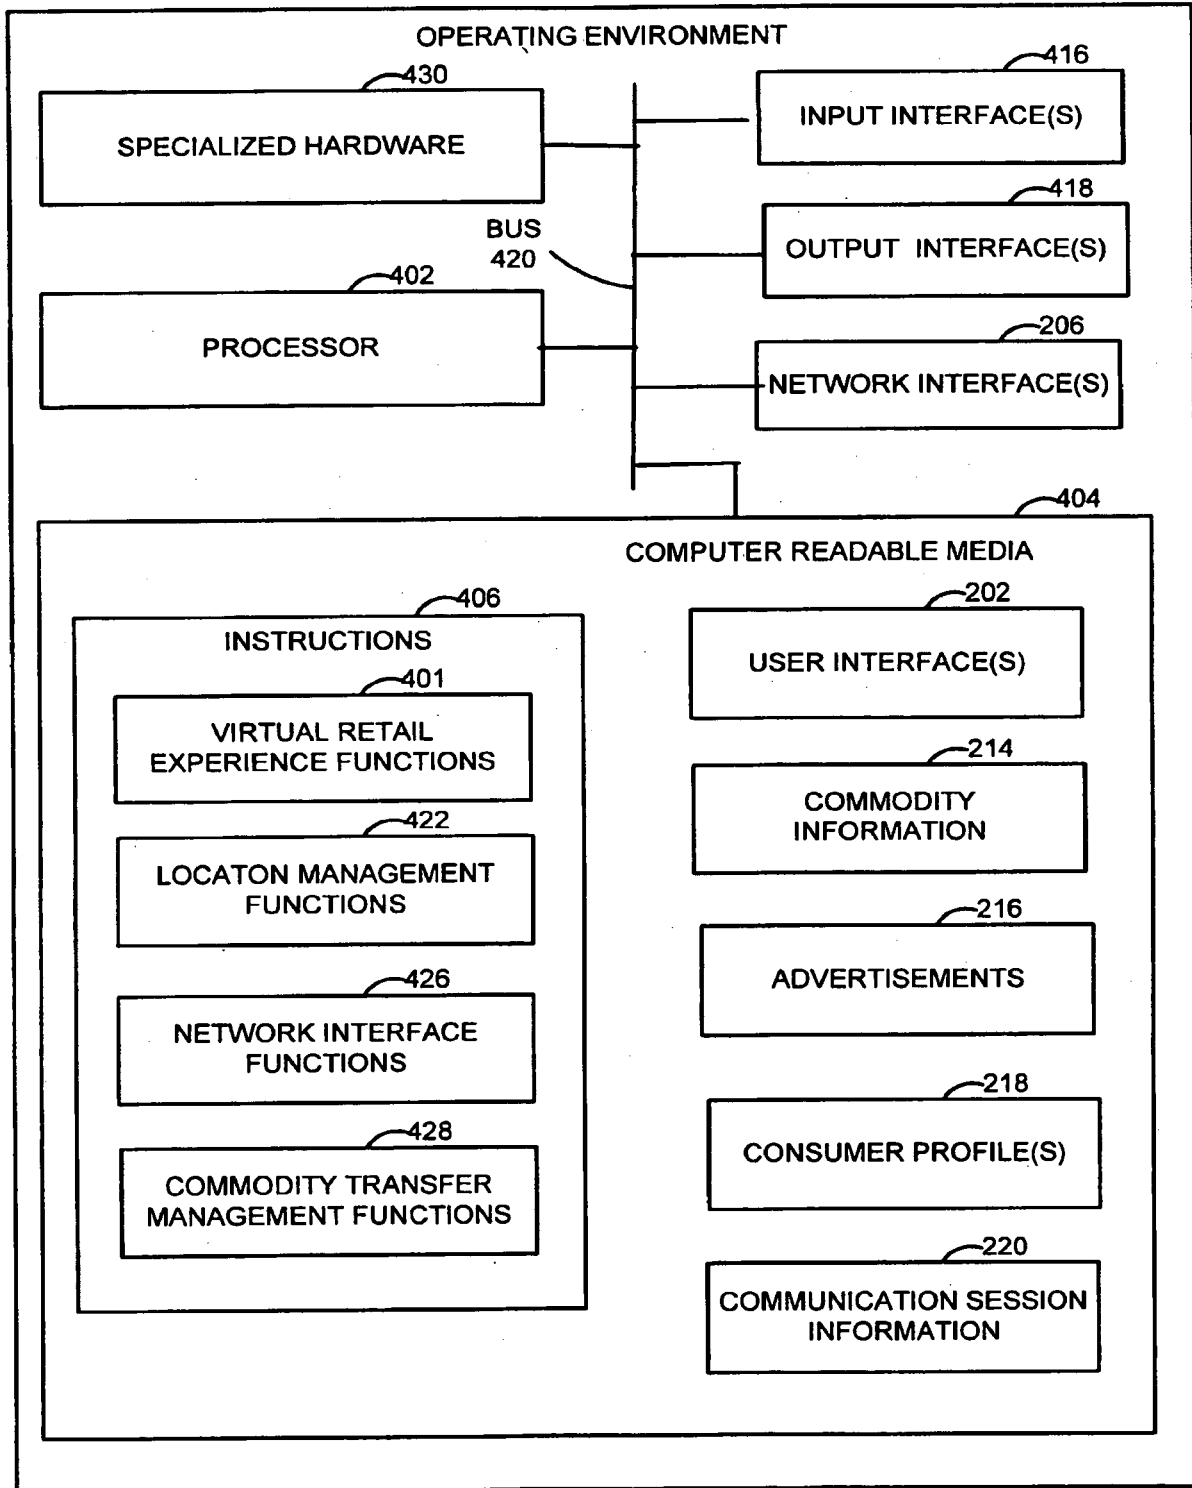 OPERATING ENVIRONMENT
430
SPECIALIZED HARDWARE
416
INPUT INTERFACE(S)
418
OUTPUT INTERFACE(S)
BUS
420
402
PROCESSOR
206
NETWORK INTERFACE(S)
404
COMPUTER READABLE MEDIA
406
INSTRUCTIONS
401
VIRTUAL RETAIL
EXPERIENCE FUNCTIONS
422
LOCATON MANAGEMENT
FUNCTIONS
426
NETWORK INTERFACE
FUNCTIONS
428
COMMODITY TRANSFER
MANAGEMENT FUNCTIONS
202
USER INTERFACE(S)
214
COMMODITY
INFORMATION
216
ADVERTISEMENTS
218
CONSUMER PROFILE(S)
220
COMMUNICATION SESSION
INFORMATION